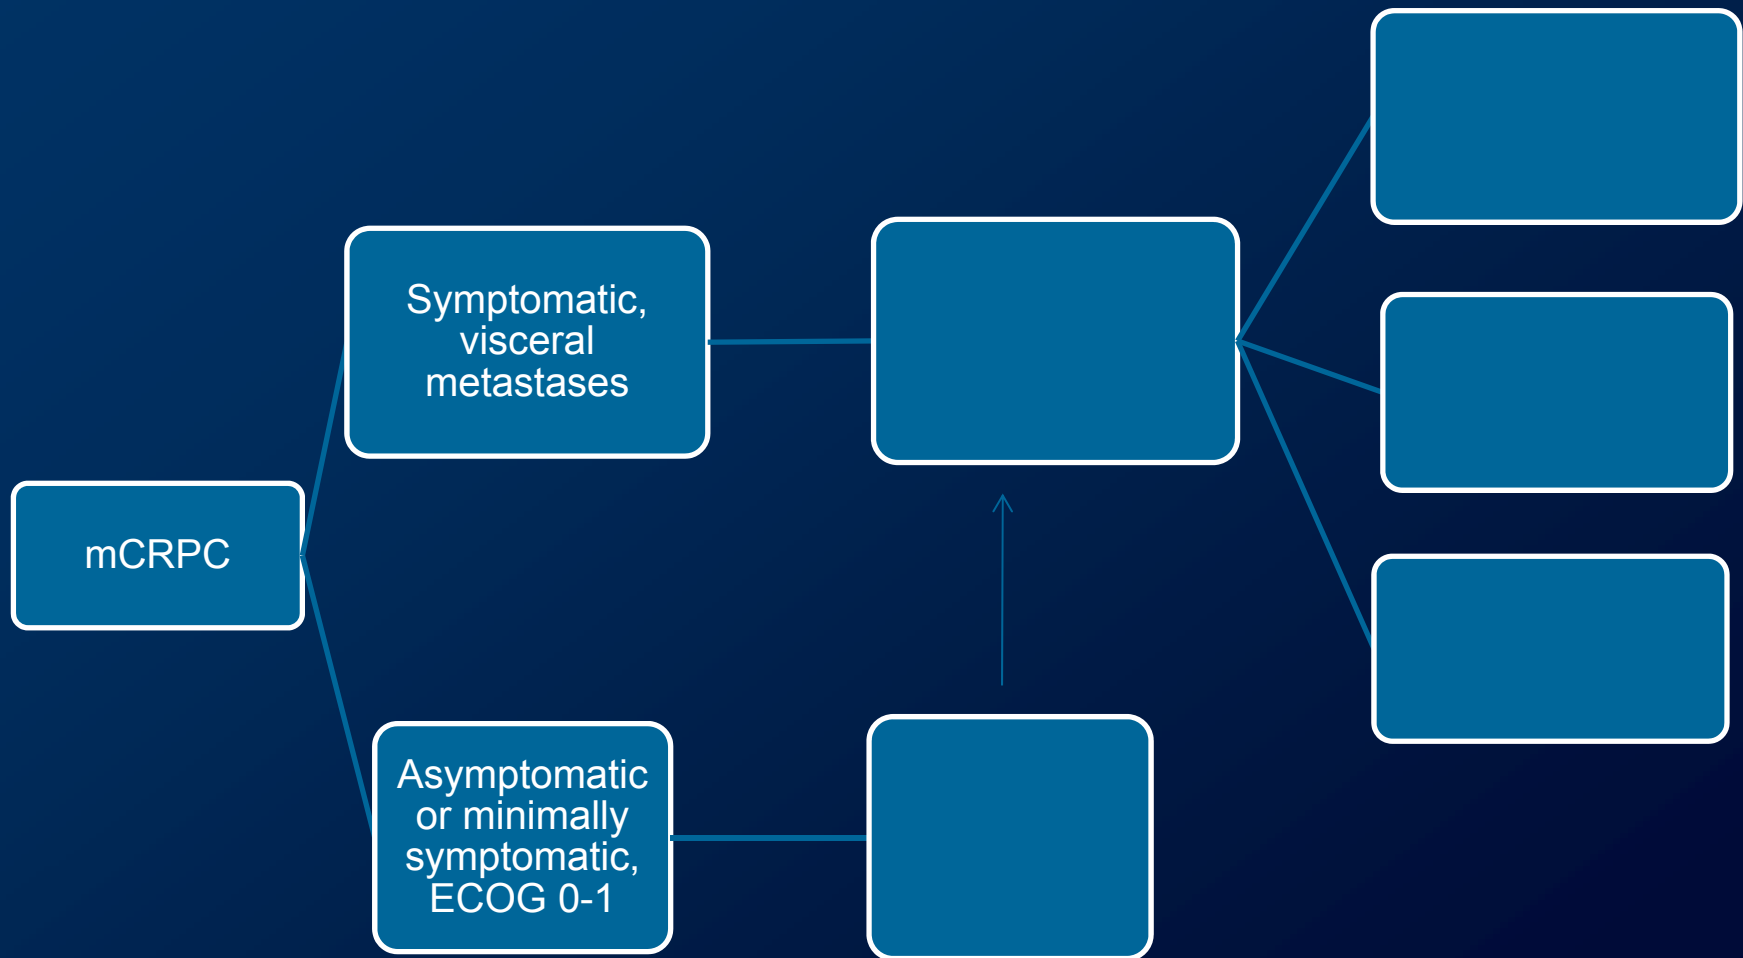 Symptomatic,
visceral
metastases
mCRPC
Asymptomatic
or minimally
symptomatic,
ECOG 0-1